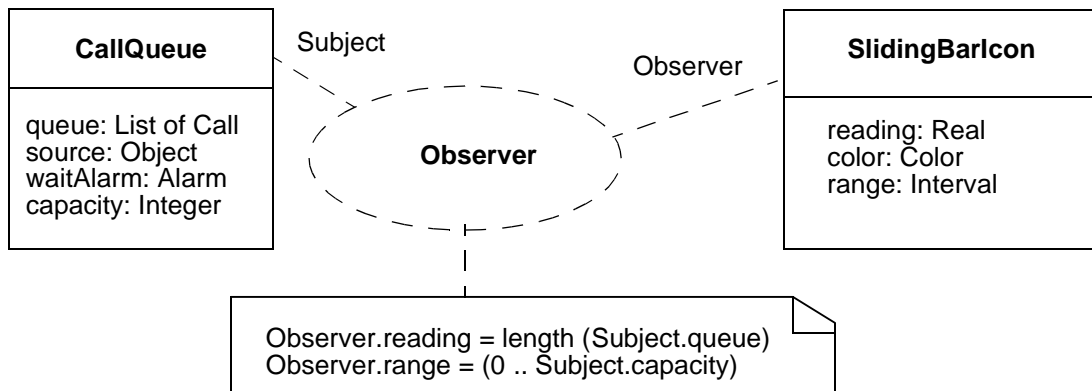 CallQueue
queue: List of Call
source: Object
waitAlarm: Alarm
capacity: Integer
Subject
Observer
Observer
SlidingBarIcon
reading: Real
color: Color
range: Interval
Observer.reading = length (Subject.queue)
Observer.range = (0 .. Subject.capacity)